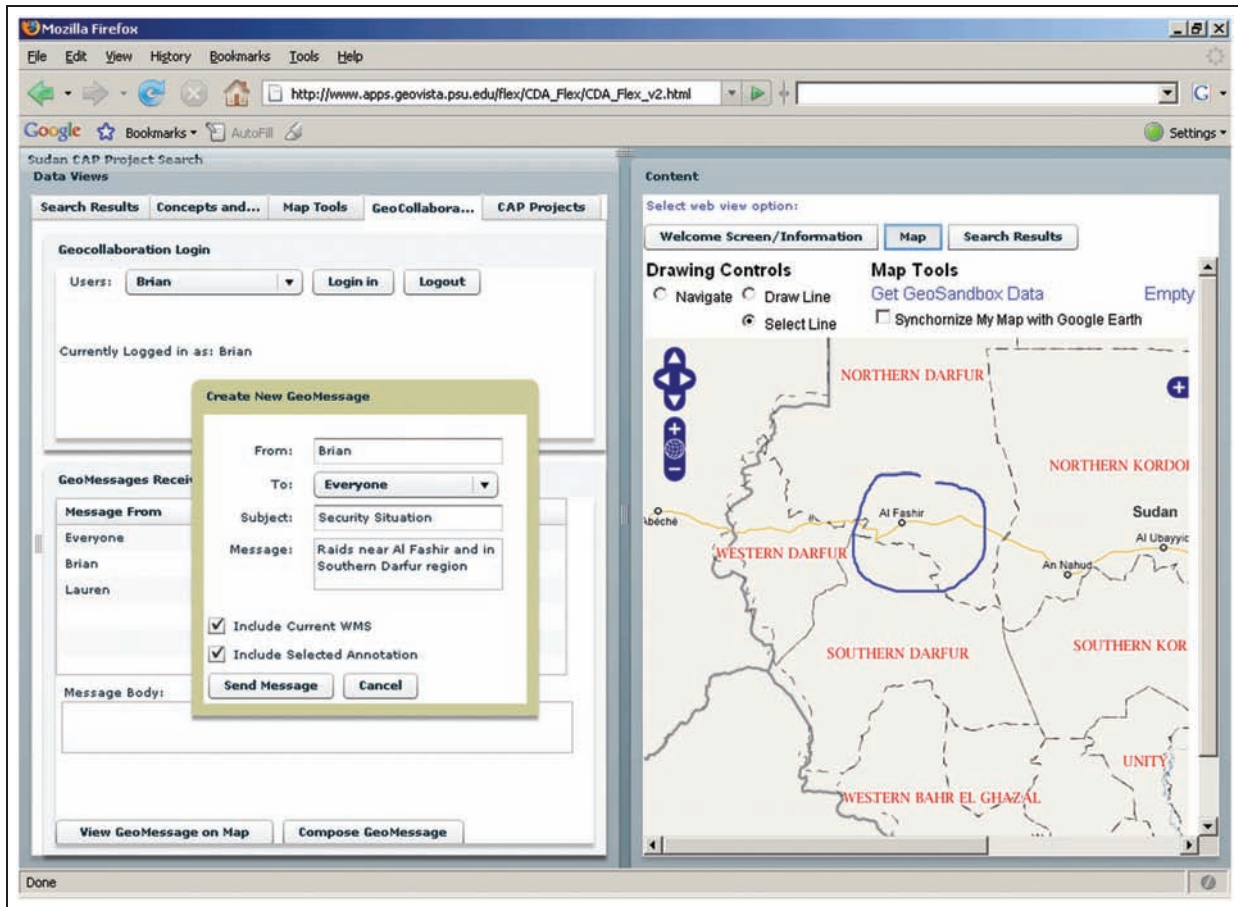 Mozilla Firefox
File Edit View History Bookmarks Tools Help
http://www.apps.geovista.psu.edu/flex/CDA_Flex/CDA_Flex_v2.html
G
Google Bookmarks AutoFill Settings
Sudan CAP Project Search
Data Views
Search Results Concepts and... Map Tools GeoCollabora... CAP Projects
Geocollaboration Login
Users: Brian Login in Logout
Currently Logged in as: Brian
Create New GeoMessage
From: Brian
To: Everyone
Subject: Security Situation
Message: Raids near Al Fashir and in
Southern Darfur region
Include Current WMS
Include Selected Annotation
Send Message Cancel
GeoMessages Recei
Message From
Everyone
Brian
Lauren
Message Body:
View GeoMessage on Map Compose GeoMessage
Content
Select web view option:
Welcome Screen/Information Map Search Results
Drawing Controls Map Tools
Navigate Draw Line Get GeoSandbox Data Empty
Select Line Synchornize My Map with Google Earth
NORTHERN DARFUR
NORTHERN KORDO
Abéché
Al Fashir
Sudan
Al Ubayyic
WESTERN DARFUR
An Nahud
SOUTHERN DARFUR
SOUTHERN KOR
UNITY
WESTERN BAHR EL GHAZAL
Done